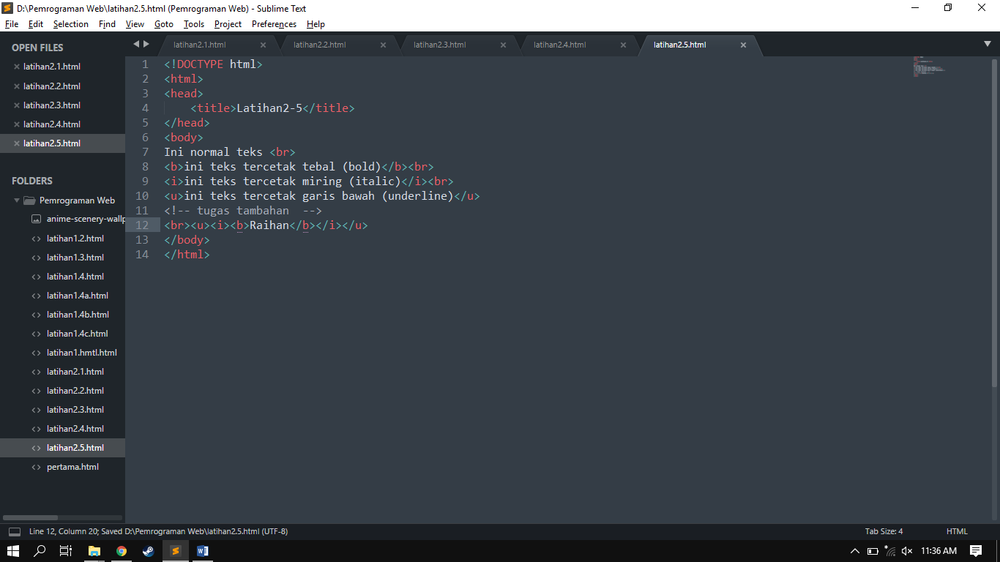 D:\Pemrograman Web\latihan2.5.html (Pemrograman Web) - Sublime Text
File Edit Selection Find View Goto Tools Project Preferences Help
OPEN FILES
latihan2.1.html
latihan2.2.html
latihan2.3.html
latihan2.4.html
latihan2.5.html
FOLDERS
Pemrograman Web
anime-scenery-wallp
latihan1.2.html
latihan1.3.html
latihan1.4.html
latihan1.4a.html
latihan1.4b.html
latihan1.4c.html
latihan1.hmtl.html
latihan2.1.html
latihan2.2.html
latihan2.3.html
latihan2.4.html
latihan2.5.html
pertama.html
latihan2.1.html latihan2.2.html latihan2.3.html latihan2.4.html latihan2.5.html
1 <!DOCTYPE html>
2 <html>
3 <head>
4     <title>Latihan2-5</title>
5 </head>
6 <body>
7 Ini normal teks <br>
8 <b>ini teks tercetak tebal (bold)</b><br>
9 <i>ini teks tercetak miring (italic)</i><br>
10 <u>ini teks tercetak garis bawah (underline)</u>
11 <!-- tugas tambahan  -->
12 <br><u><i><b>Raihan</b></i></u>
13 </body>
14 </html>
Line 12, Column 20; Saved D:\Pemrograman Web\latihan2.5.html (UTF-8) Tab Size: 4 HTML
11:36 AM